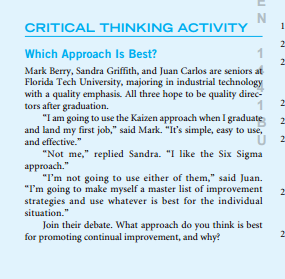 CRITICAL THINKING ACTIVITY
Which Approach Is Best?
Mark Berry, Sandra Griffith, and Juan Carlos are seniors at
Florida Tech University, majoring in industrial technology
with a quality emphasis. All three hope to be quality direc-
tors after graduation.
"I am going to use the Kaizen approach when I graduate
and land my first job," said Mark. "It's simple, easy to use,
and effective."
"Not me," replied Sandra. "I like the Six Sigma
approach."
"I'm not going to use either of them," said Juan.
"I'm going to make myself a master list of improvement
strategies and use whatever is best for the individual
situation."
Join their debate. What approach do you think is best
for promoting continual improvement, and why?